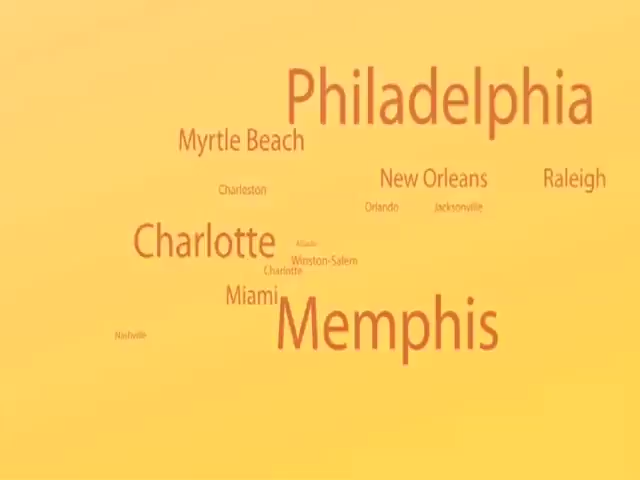 Philadelphia
Myrtle Beach
New Orleans
Raleigh
Charleston
Orlando
Jacksonville
Charlotte
Winston-Salem
Charlotte
Miami
Memphis
Nashville